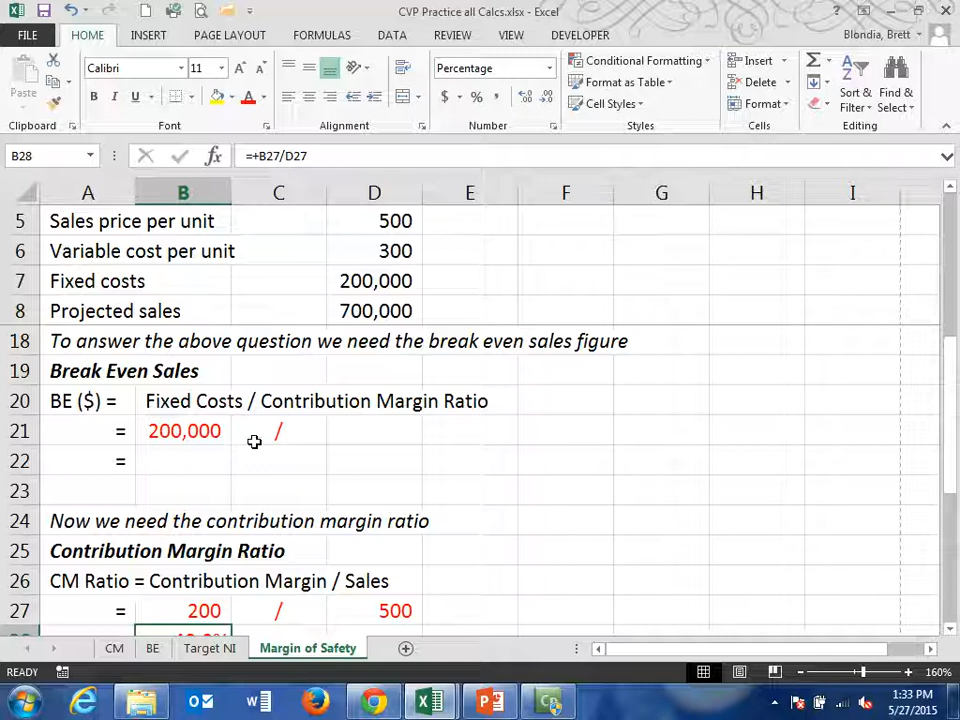 CVP Practice all Calcs.xlsx - Excel
FILE HOME INSERT PAGE LAYOUT FORMULAS DATA REVIEW VIEW DEVELOPER Blondia, Brett
Paste
Calibri 11
B I U
Percentage
$ % ,
Conditional Formatting
Format as Table
Cell Styles
Insert
Delete
Format
Sort & Filter
Find & Select
Clipboard Font Alignment Number Styles Cells Editing
B28 fx =+B27/D27
A B C D E F G H I
5 Sales price per unit 500
6 Variable cost per unit 300
7 Fixed costs 200,000
8 Projected sales 700,000
18 To answer the above question we need the break even sales figure
19 Break Even Sales
20 BE ($) = Fixed Costs / Contribution Margin Ratio
21 = 200,000 /
22 =
23
24 Now we need the contribution margin ratio
25 Contribution Margin Ratio
26 CM Ratio = Contribution Margin / Sales
27 = 200 / 500
CM BE Target NI Margin of Safety
READY 160%
1:33 PM
5/27/2015